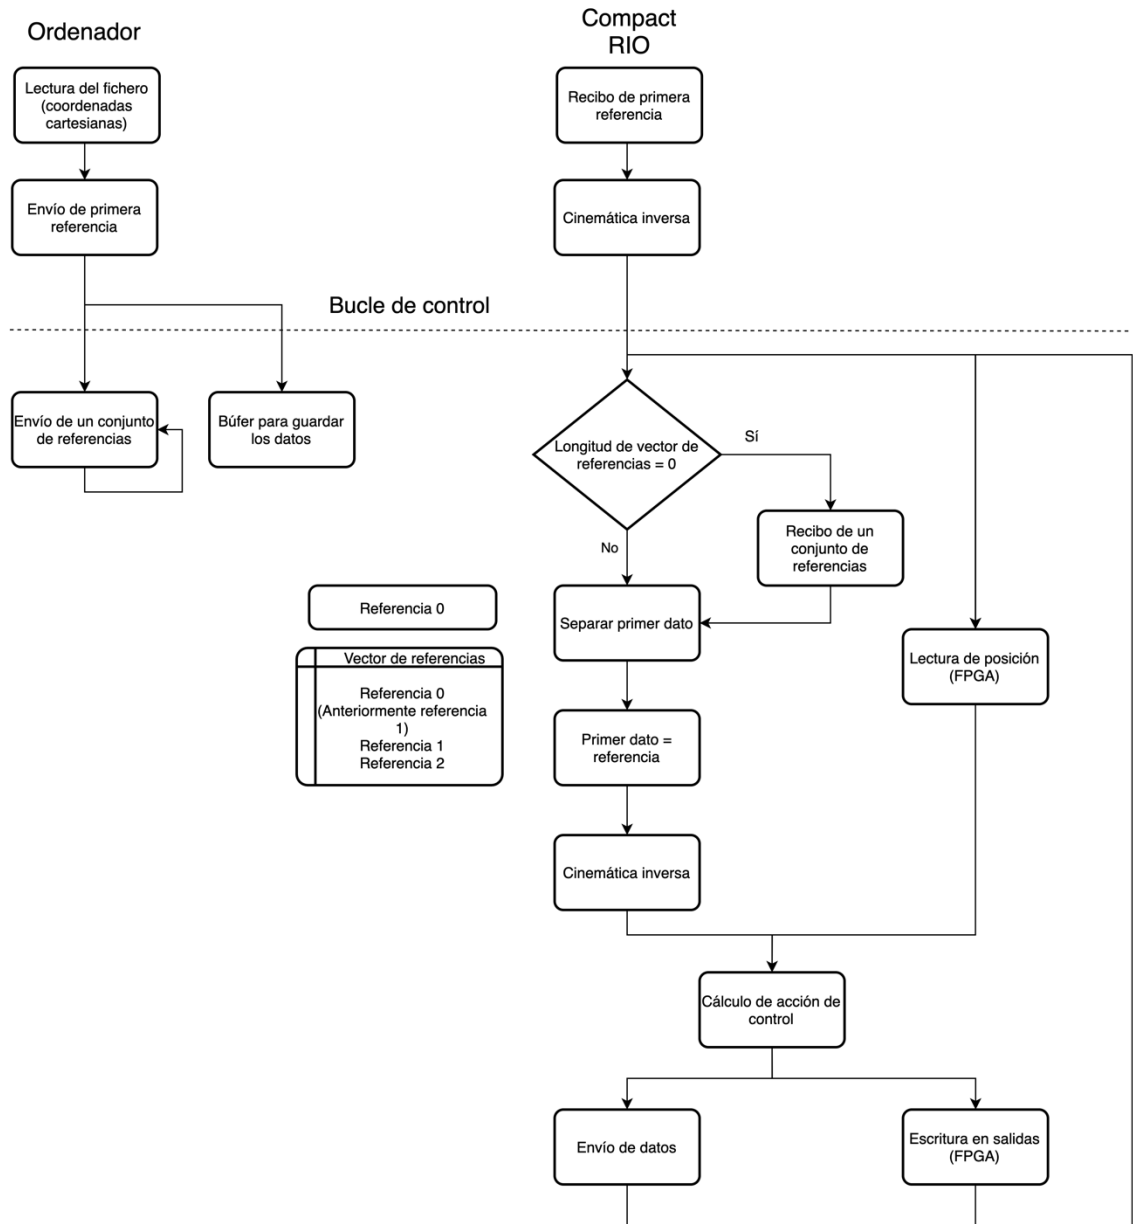 Ordenador
Compact
RIO
Lectura del fichero
(coordenadas
cartesianas)
Recibo de primera
referencia
Envío de primera
referencia
Cinemática inversa
Bucle de control
Envío de un conjunto
de referencias
Búfer para guardar
los datos
Longitud de vector de
referencias = 0
Sí
No
Recibo de un
conjunto de
referencias
Referencia 0
Separar primer dato
Vector de referencias
Referencia 0
(Anteriormente referencia
1)
Referencia 1
Referencia 2
Lectura de posición
(FPGA)
Primer dato =
referencia
Cinemática inversa
Cálculo de acción de
control
Envío de datos
Escritura en salidas
(FPGA)